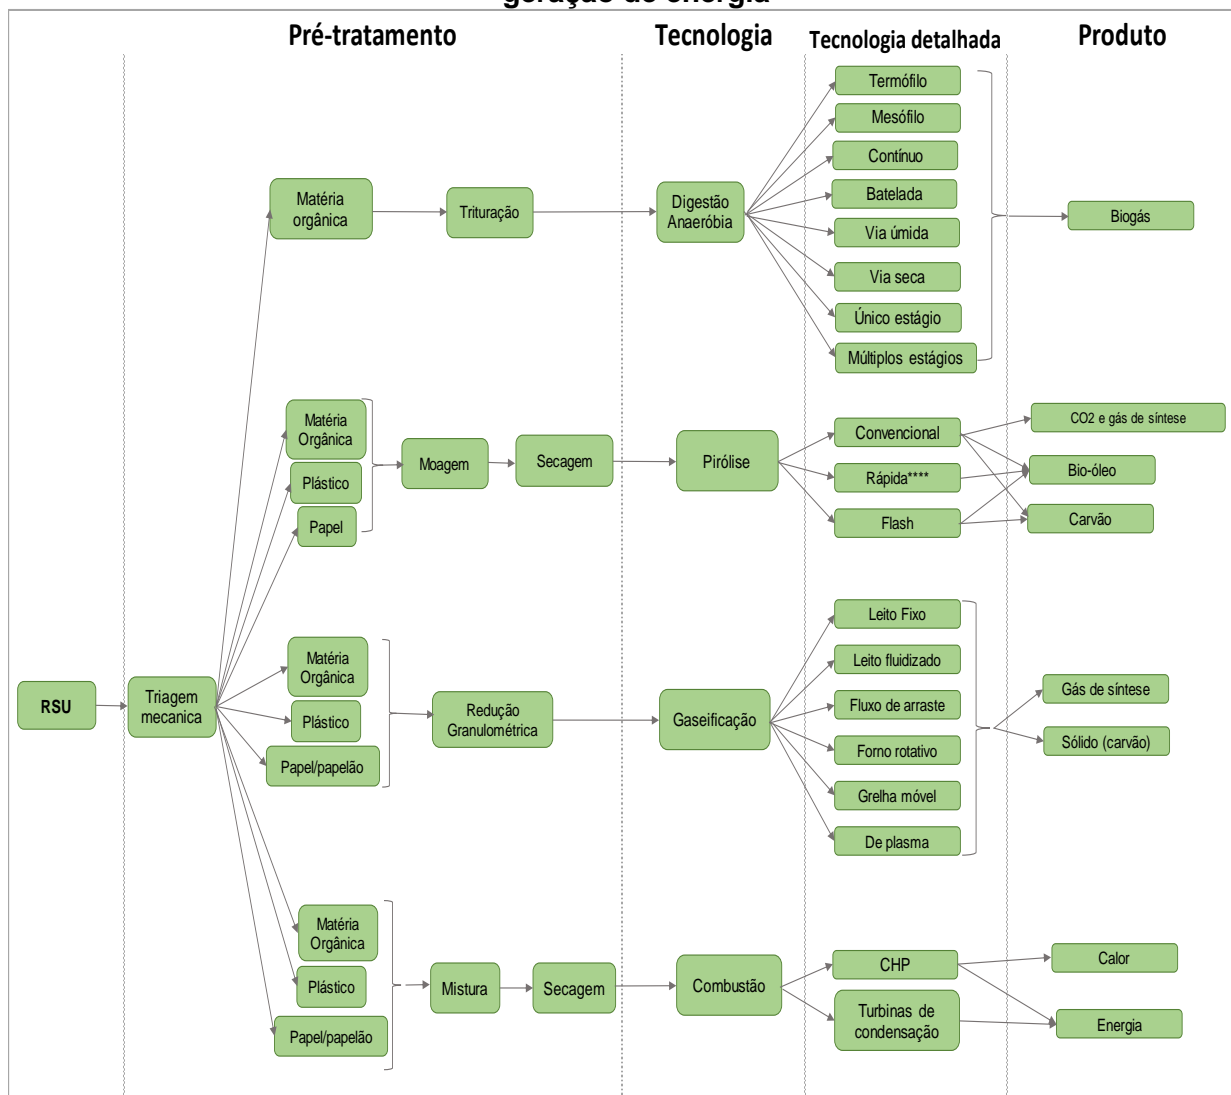 geração de energia
Pré-tratamento
Tecnologia
Tecnologia detalhada
Produto
RSU
Triagem
mecanica
Matéria
orgânica
Trituração
Digestão
Anaeróbia
Termófilo
Mesófilo
Contínuo
Batelada
Via úmida
Via seca
Único estágio
Múltiplos estágios
Biogás
Matéria
Orgânica
Plástico
Papel
Moagem
Secagem
Pirólise
Convencional
Rápida****
Flash
CO2 e gás de síntese
Bio-óleo
Carvão
Matéria
Orgânica
Plástico
Papel/papelão
Redução
Granulométrica
Gaseificação
Leito Fixo
Leito fluidizado
Fluxo de arraste
Forno rotativo
Grelha móvel
De plasma
Gás de síntese
Sólido (carvão)
Matéria
Orgânica
Plástico
Papel/papelão
Mistura
Secagem
Combustão
CHP
Turbinas de
condensação
Calor
Energia